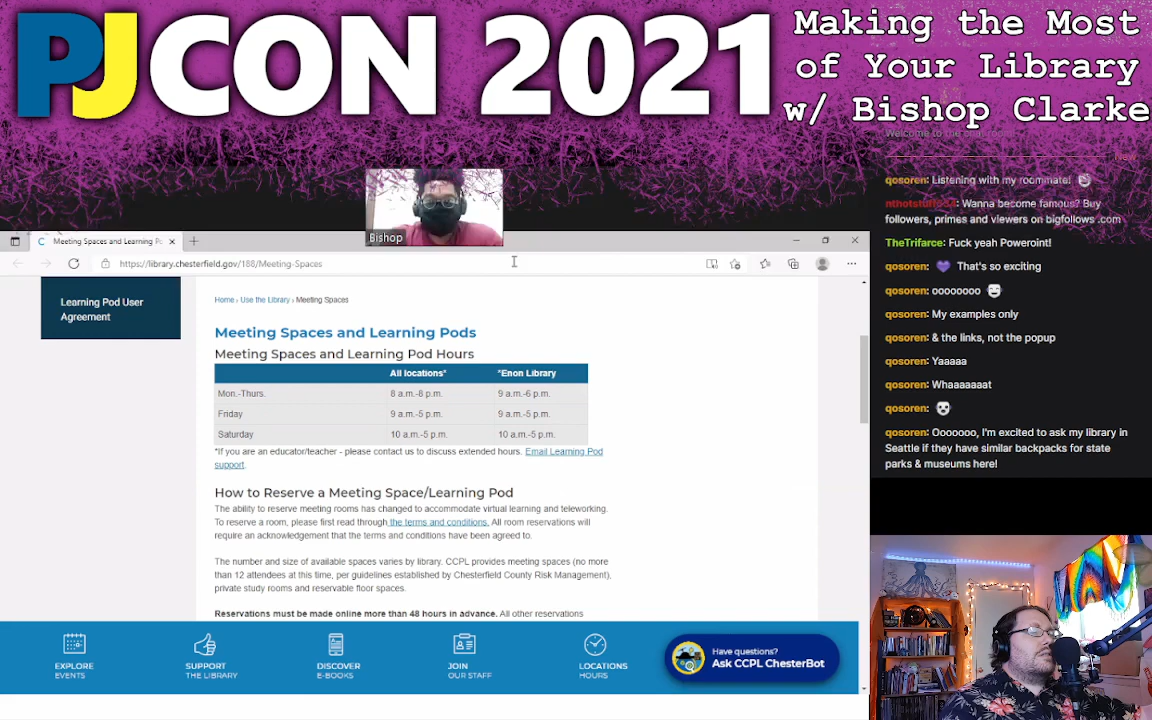 PJCON 2021
Making the Most
of Your Library
w/ Bishop Clarke
Welcome to the chat room!
New
qosoren: Listening with my roommate!
Wanna become famous? Buy
followers, primes and viewers on bigfollows .com
TheTrifarce: Fuck yeah Poweroint!
qosoren: That's so exciting
qosoren: oooooooo
qosoren: My examples only
qosoren: & the links, not the popup
qosoren: Yaaaaa
qosoren: Whaaaaaat
qosoren:
qosoren: Ooooooo, I'm excited to ask my library in
Seattle if they have similar backpacks for state
parks & museums here!
Bishop
Meeting Spaces and Learning Po
https://library.chesterfield.gov/188/Meeting-Spaces
Learning Pod User
Agreement
Home › Use the Library › Meeting Spaces
Meeting Spaces and Learning Pods
Meeting Spaces and Learning Pod Hours
All locations* *Enon Library
Mon.-Thurs. 8 a.m.-8 p.m. 9 a.m.-6 p.m.
Friday 9 a.m.-5 p.m. 9 a.m.-5 p.m.
Saturday 10 a.m.-5 p.m. 10 a.m.-5 p.m.
*If you are an educator/teacher - please contact us to discuss extended hours. Email Learning Pod
support.
How to Reserve a Meeting Space/Learning Pod
The ability to reserve meeting rooms has changed to accommodate virtual learning and teleworking.
To reserve a room, please first read through the terms and conditions. All room reservations will
require an acknowledgement that the terms and conditions have been agreed to.
The number and size of available spaces varies by library. CCPL provides meeting spaces (no more
than 12 attendees at this time, per guidelines established by Chesterfield County Risk Management),
private study rooms and reservable floor spaces.
Reservations must be made online more than 48 hours in advance. All other reservations
EXPLORE
EVENTS
SUPPORT
THE LIBRARY
DISCOVER
E-BOOKS
JOIN
OUR STAFF
LOCATIONS
HOURS
Have questions?
Ask CCPL ChesterBot